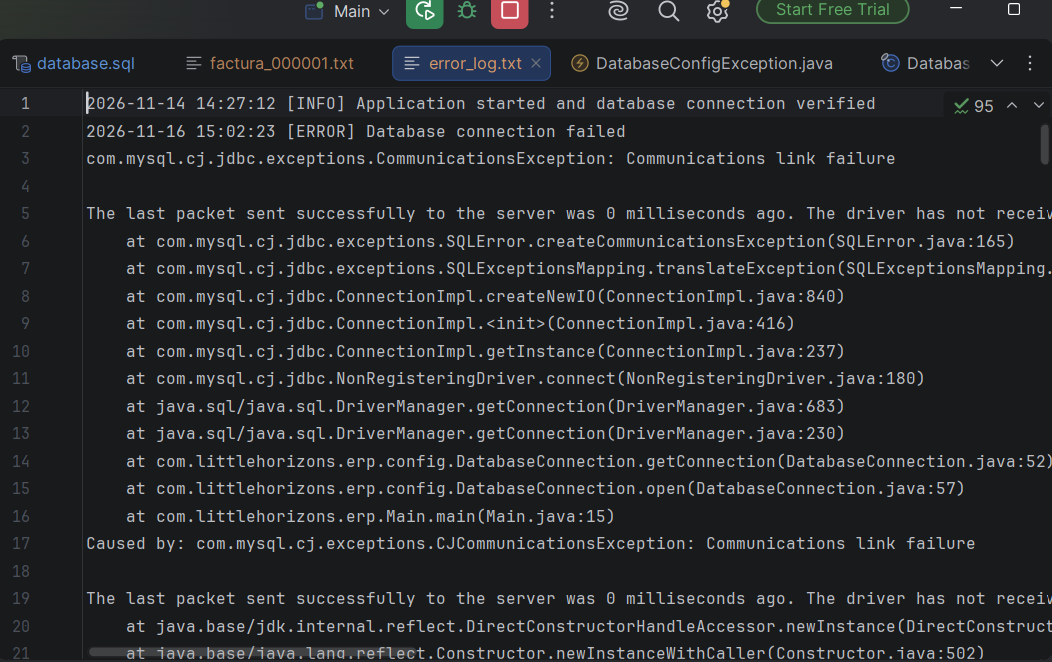 Main
Start Free Trial
database.sql
factura_000001.txt
error_log.txt
DatabaseConfigException.java
Databas
95
1 2026-11-14 14:27:12 [INFO] Application started and database connection verified
2 2026-11-16 15:02:23 [ERROR] Database connection failed
3 com.mysql.cj.jdbc.exceptions.CommunicationsException: Communications link failure
4
5 The last packet sent successfully to the server was 0 milliseconds ago. The driver has not receiv
6 at com.mysql.cj.jdbc.exceptions.SQLError.createCommunicationsException(SQLError.java:165)
7 at com.mysql.cj.jdbc.exceptions.SQLExceptionsMapping.translateException(SQLExceptionsMapping.
8 at com.mysql.cj.jdbc.ConnectionImpl.createNewIO(ConnectionImpl.java:840)
9 at com.mysql.cj.jdbc.ConnectionImpl.<init>(ConnectionImpl.java:416)
10 at com.mysql.cj.jdbc.ConnectionImpl.getInstance(ConnectionImpl.java:237)
11 at com.mysql.cj.jdbc.NonRegisteringDriver.connect(NonRegisteringDriver.java:180)
12 at java.sql/java.sql.DriverManager.getConnection(DriverManager.java:683)
13 at java.sql/java.sql.DriverManager.getConnection(DriverManager.java:230)
14 at com.littlehorizons.erp.config.DatabaseConnection.getConnection(DatabaseConnection.java:52)
15 at com.littlehorizons.erp.config.DatabaseConnection.open(DatabaseConnection.java:57)
16 at com.littlehorizons.erp.Main.main(Main.java:15)
17 Caused by: com.mysql.cj.exceptions.CJCommunicationsException: Communications link failure
18
19 The last packet sent successfully to the server was 0 milliseconds ago. The driver has not receiv
20 at java.base/jdk.internal.reflect.DirectConstructorHandleAccessor.newInstance(DirectConstruct
21 at java.base/java.lang.reflect.Constructor.newInstanceWithCaller(Constructor.java:502)